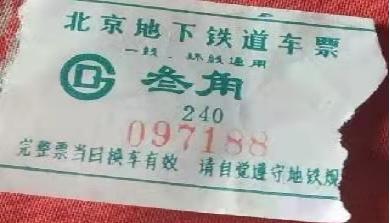 北京地下铁道车票
一线、环线通用
叁角
240
097188
完整票当日换车有效 请自觉遵守地铁规